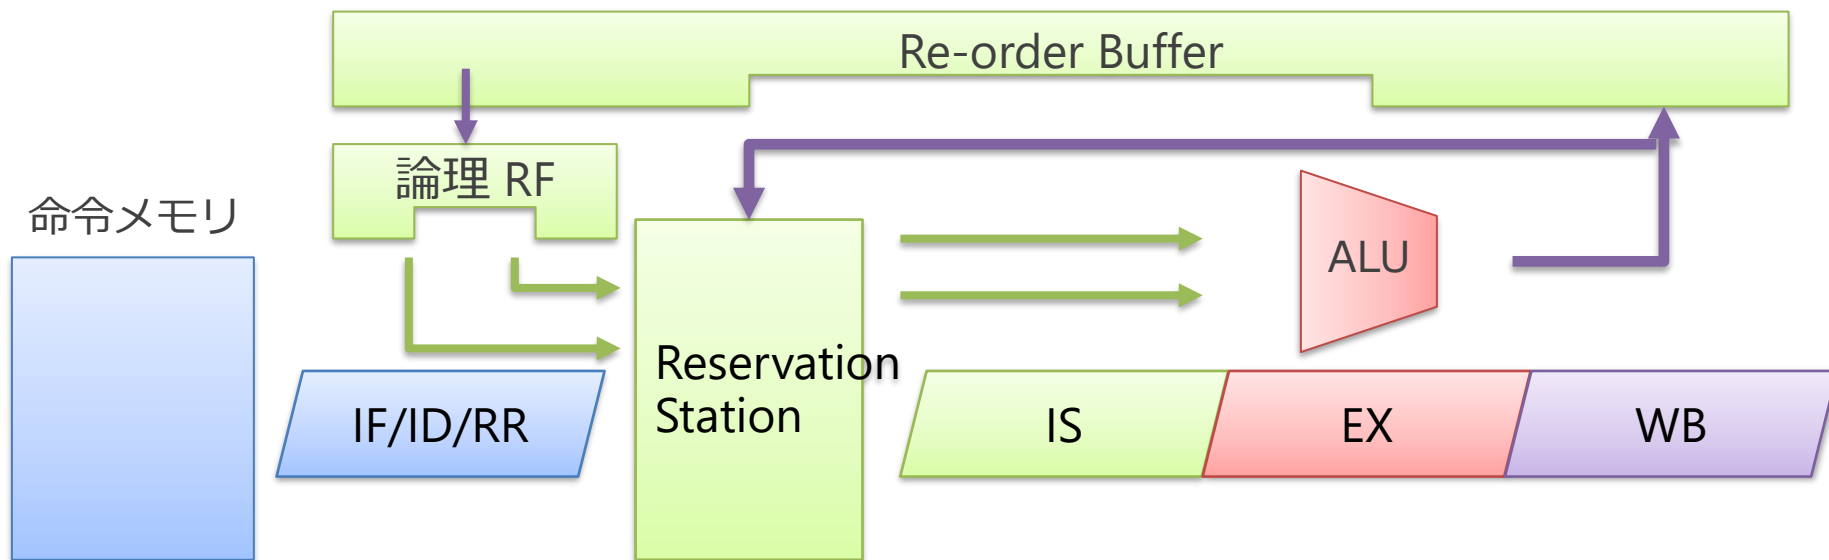 Re-order Buffer
論理 RF
命令メモリ
ALU
Reservation
Station
IF/ID/RR
IS
EX
WB